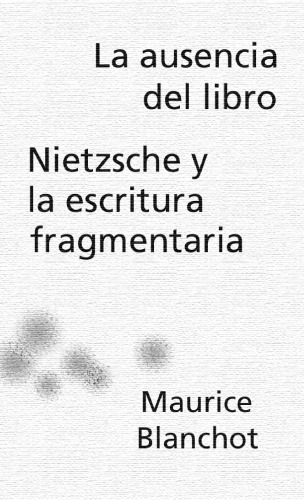 La ausencia
del libro
Nietzsche y
la escritura
fragmentaria
Maurice
Blanchot